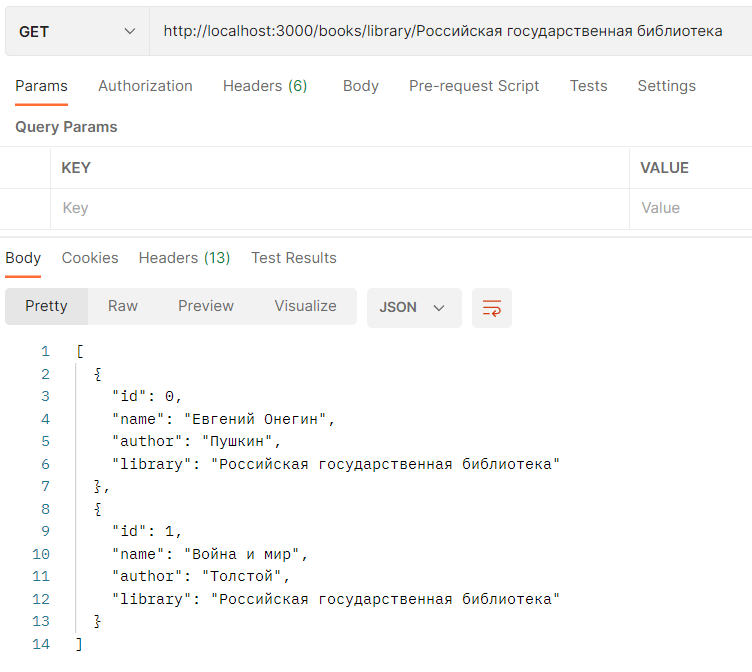 GET http://localhost:3000/books/library/Российская государственная библиотека
Params Authorization Headers (6) Body Pre-request Script Tests Settings
Query Params
KEY VALUE
Key Value
Body Cookies Headers (13) Test Results
Pretty Raw Preview Visualize JSON
1 [
2 {
3 "id": 0,
4 "name": "Евгений Онегин",
5 "author": "Пушкин",
6 "library": "Российская государственная библиотека"
7 },
8 {
9 "id": 1,
10 "name": "Война и мир",
11 "author": "Толстой",
12 "library": "Российская государственная библиотека"
13 }
14 ]